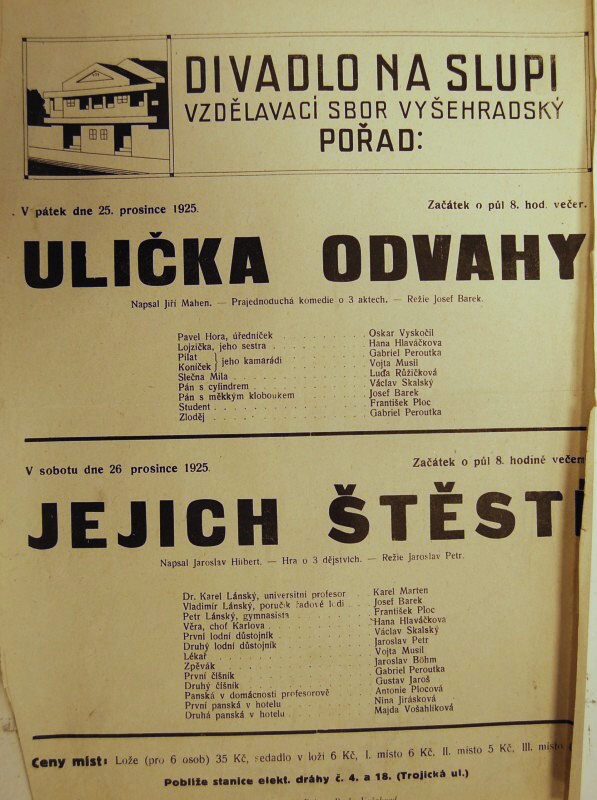 DIVADLO NA SLUPI
VZDĚLAVACÍ SBOR VYŠEHRADSKÝ
POŘAD:
V pátek dne 25. prosince 1925. Začátek o půl 8. hod. večer.
ULIČKA ODVAHY
Napsal Jiří Mahen. — Prajednoduchá komedie o 3 aktech. — Režie Josef Barek.
Pavel Hora, úředníček . . . Oskar Vyskočil
Lojzička, jeho sestra . . . Hana Hlaváčkova
Pilat } jeho kamarádi . . . Gabriel Peroutka
Koníček } . . . Vojta Musil
Slečna Mila . . . Luďa Růžičková
Pán s cylindrem . . . Václav Skalský
Pán s měkkým kloboukem . . . Josef Barek
Student . . . František Ploc
Zloděj . . . Gabriel Peroutka
V sobotu dne 26 prosince 1925. Začátek o půl 8. hodině večer
JEJICH ŠTĚSTÍ
Napsal Jaroslav Hilbert. — Hra o 3 dějstvích. — Režie Jaroslav Petr.
Dr. Karel Lánský, universitní profesor . . . Karel Marten
Vladimír Lánský, poručík řadové lodi . . . Josef Barek
Petr Lánský, gymnasista . . . František Ploc
Věra, choť Karlova . . . Hana Hlaváčkova
První lodní důstojník . . . Václav Skalský
Druhý lodní důstojník . . . Jaroslav Petr
Lékař . . . Vojta Musil
Zpěvák . . . Jaroslav Böhm
První číšník . . . Gabriel Peroutka
Druhý číšník . . . Gustav Jaroš
Panská v domácnosti profesorově . . . Antonie Plocová
První panská v hotelu . . . Nina Jirásková
Druhá panská v hotelu . . . Majda Vošahlíková
Ceny míst: Lože (pro 6 osob) 35 Kč, sedadlo v loži 6 Kč, I. místo 6 Kč, II. místo 5 Kč, III. místo
Poblíže stanice elekt. dráhy č. 4. a 18. (Trojická ul.)